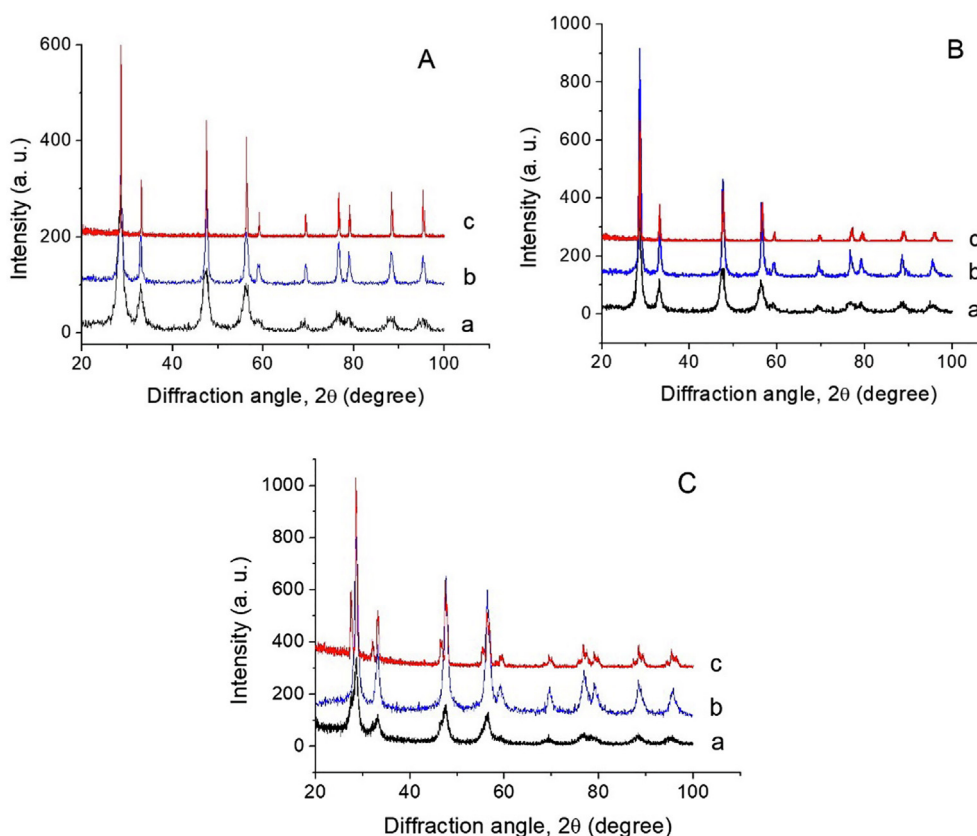 A
600
400
200
0
Intensity (a. u.)
c
b
a
20 40 60 80 100
Diffraction angle, 2θ (degree)
B
1000
800
600
400
200
0
Intensity (a. u.)
c
b
a
20 40 60 80 100
Diffraction angle, 2θ (degree)
C
1000
800
600
400
200
0
Intensity (a. u.)
c
b
a
20 40 60 80 100
Diffraction angle, 2θ (degree)